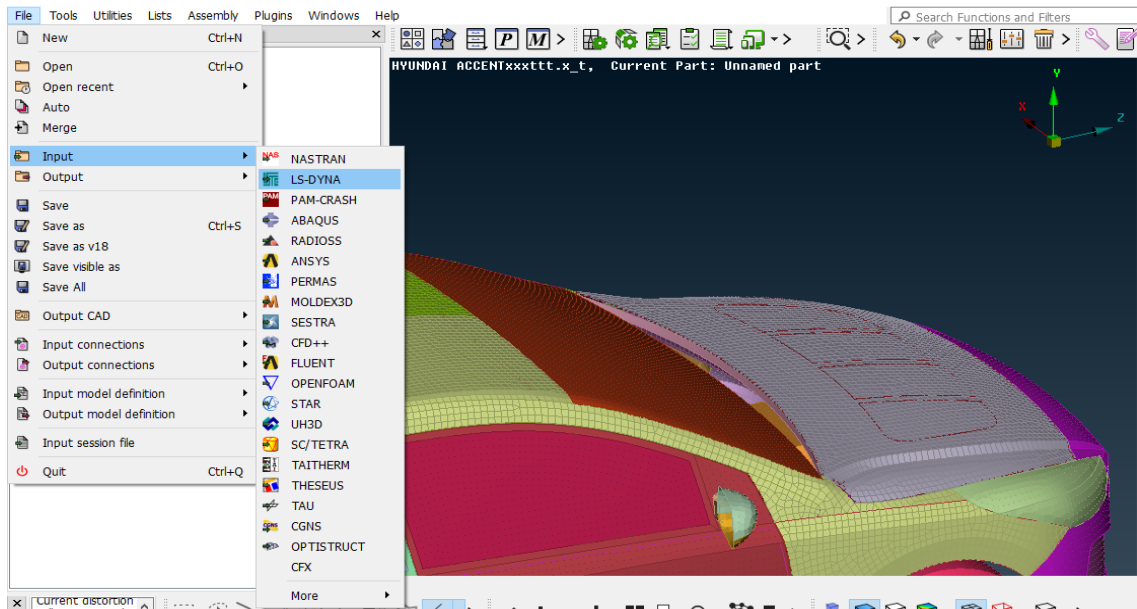 File Tools Utilities Lists Assembly Plugins Windows Help
Search Functions and Filters
New Ctrl+N
Open Ctrl+O
Open recent
Auto
Merge
Input
Output
Save
Save as Ctrl+S
Save as v18
Save visible as
Save All
Output CAD
Input connections
Output connections
Input model definition
Output model definition
Input session file
Quit Ctrl+Q
NAS NASTRAN
LS-DYNA
PAM PAM-CRASH
ABAQUS
RADIOSS
ANSYS
PERMAS
MOLDEX3D
SESTRA
CFD++
FLUENT
OPENFOAM
STAR
UH3D
SC/TETRA
TAITHERM
THESEUS
TAU
CGNS CGNS
OPTISTRUCT
CFX
More
P M
HYUNDAI ACCENTxxxttt.x_t, Current Part: Unnamed part
Y
X
Z
Current distortion